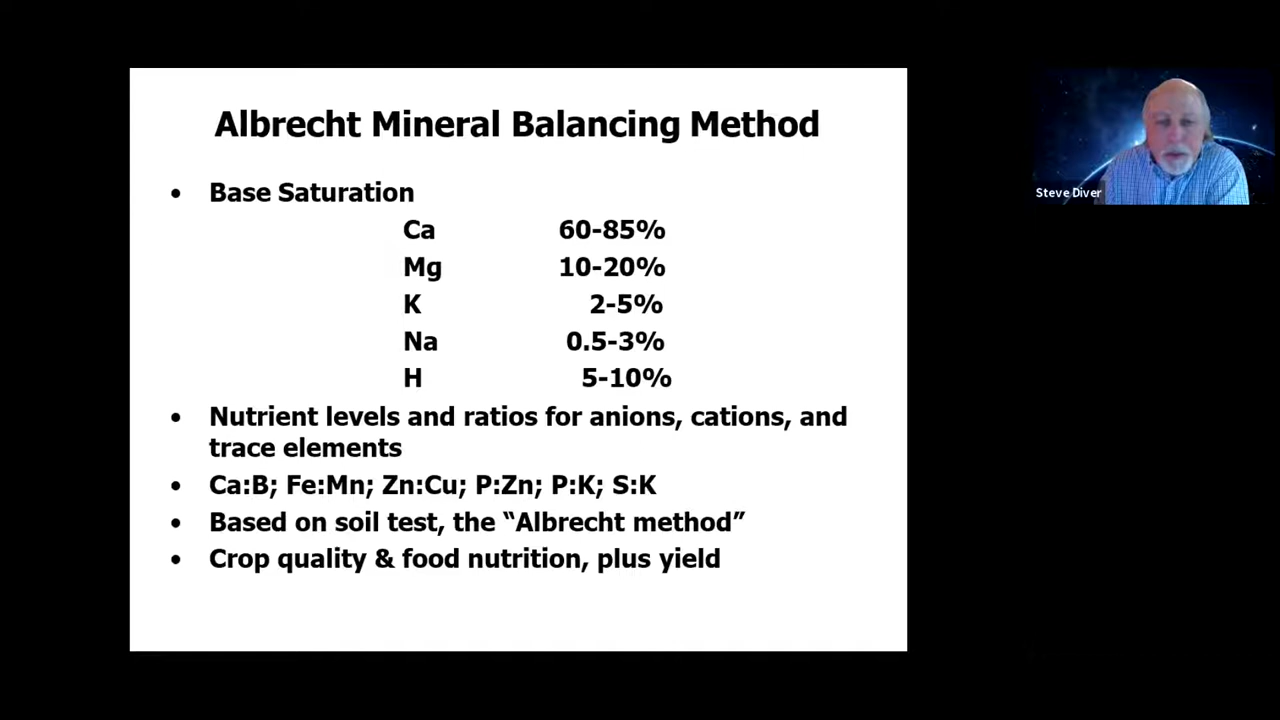 Albrecht Mineral Balancing Method
• Base Saturation
Ca 60-85%
Mg 10-20%
K 2-5%
Na 0.5-3%
H 5-10%
• Nutrient levels and ratios for anions, cations, and
trace elements
• Ca:B; Fe:Mn; Zn:Cu; P:Zn; P:K; S:K
• Based on soil test, the “Albrecht method”
• Crop quality & food nutrition, plus yield
Steve Diver